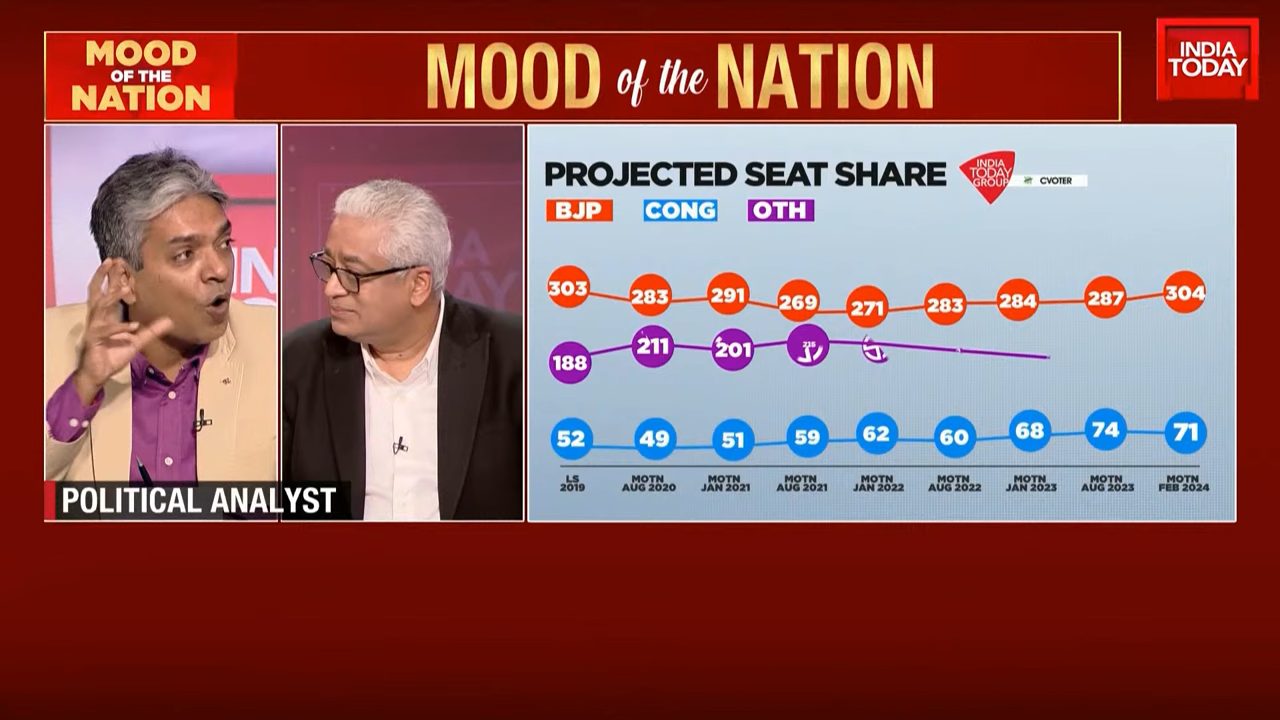 MOOD
OF THE
NATION
MOOD of the NATION
INDIA
TODAY
PROJECTED SEAT SHARE
INDIA
TODAY
GROUP
CVOTER
BJP CONG OTH
303 283 291 269 271 283 284 287 304
188 211 201
52 49 51 59 62 60 68 74 71
LS
2019
MOTN
AUG 2020
MOTN
JAN 2021
MOTN
AUG 2021
MOTN
JAN 2022
MOTN
AUG 2022
MOTN
JAN 2023
MOTN
AUG 2023
MOTN
FEB 2024
POLITICAL ANALYST